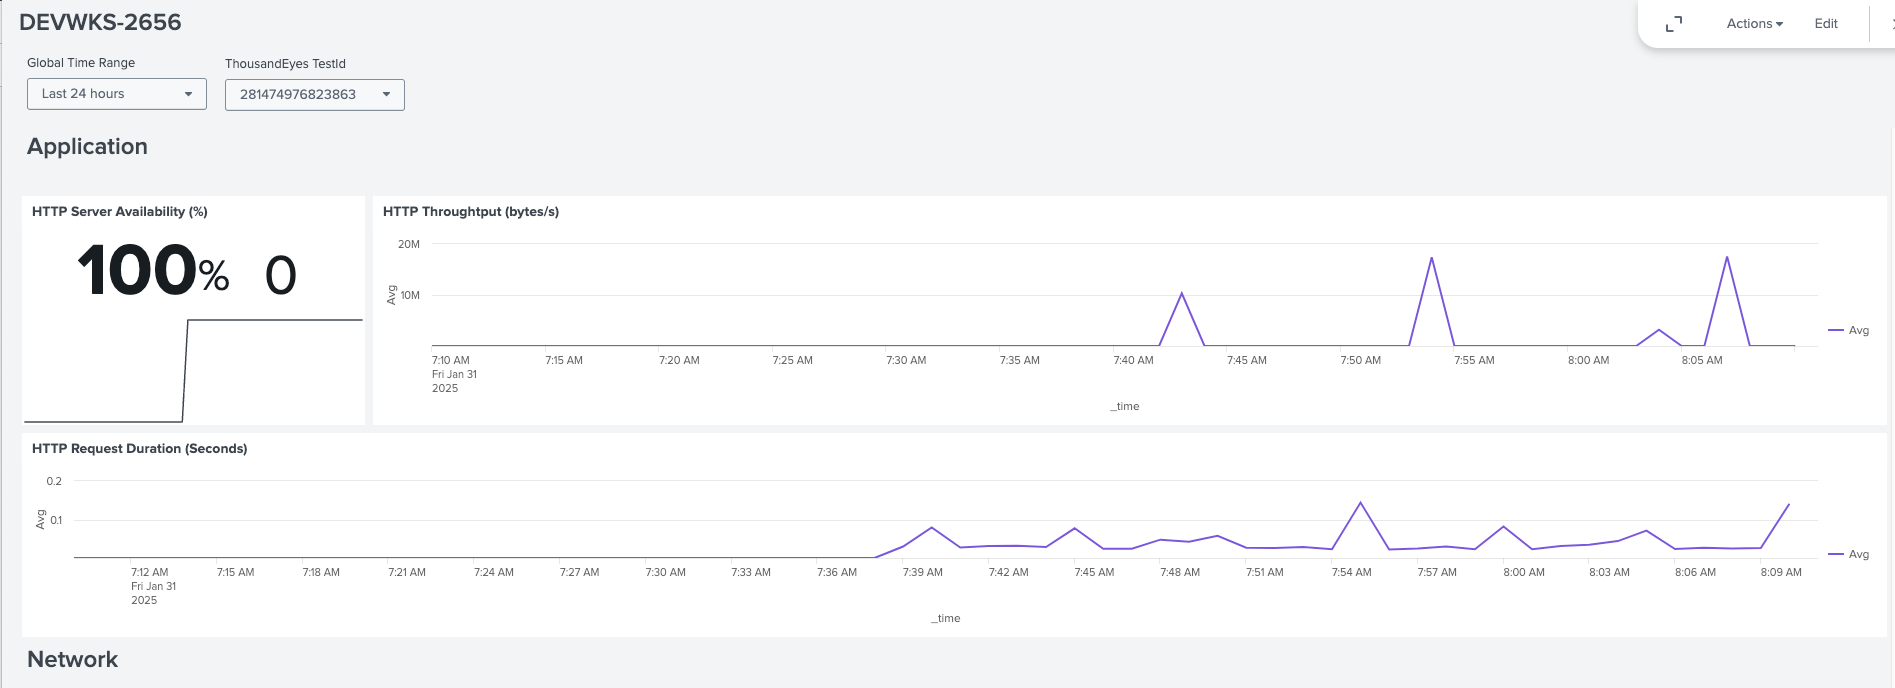 DEVWKS-2656
Actions Edit
Global Time Range ThousandEyes TestId
Last 24 hours 281474976823863
Application
HTTP Server Availability (%)
100% 0
HTTP Throughtput (bytes/s)
20M
10M
Avg
7:10 AM 7:15 AM 7:20 AM 7:25 AM 7:30 AM 7:35 AM 7:40 AM 7:45 AM 7:50 AM 7:55 AM 8:00 AM 8:05 AM
Fri Jan 31
2025
_time
Avg
HTTP Request Duration (Seconds)
0.2
0.1
Avg
7:12 AM 7:15 AM 7:18 AM 7:21 AM 7:24 AM 7:27 AM 7:30 AM 7:33 AM 7:36 AM 7:39 AM 7:42 AM 7:45 AM 7:48 AM 7:51 AM 7:54 AM 7:57 AM 8:00 AM 8:03 AM 8:06 AM 8:09 AM
Fri Jan 31
2025
_time
Avg
Network